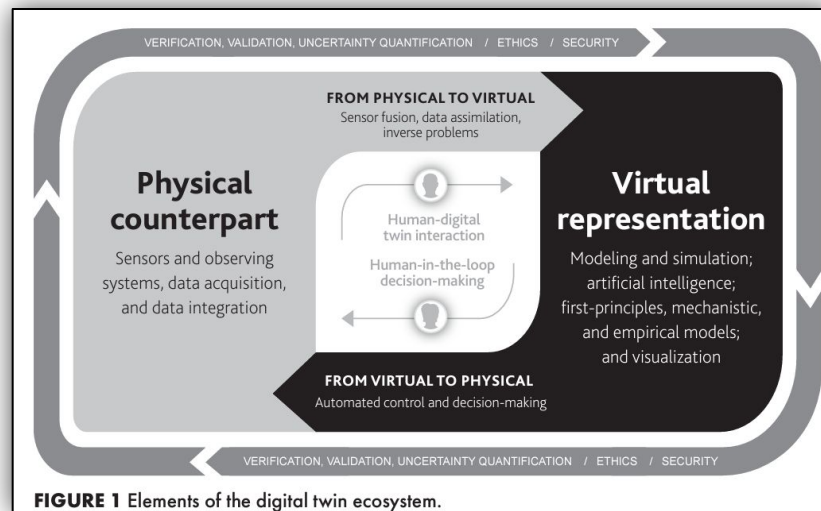 VERIFICATION, VALIDATION, UNCERTAINTY QUANTIFICATION / ETHICS / SECURITY
FROM PHYSICAL TO VIRTUAL
Sensor fusion, data assimilation,
inverse problems
Physical
counterpart
Sensors and observing
systems, data acquisition,
and data integration
Human-digital
twin interaction
Human-in-the-loop
decision-making
Virtual
representation
Modeling and simulation;
artificial intelligence;
first-principles, mechanistic,
and empirical models;
and visualization
FROM VIRTUAL TO PHYSICAL
Automated control and decision-making
VERIFICATION, VALIDATION, UNCERTAINTY QUANTIFICATION / ETHICS / SECURITY
FIGURE 1 Elements of the digital twin ecosystem.